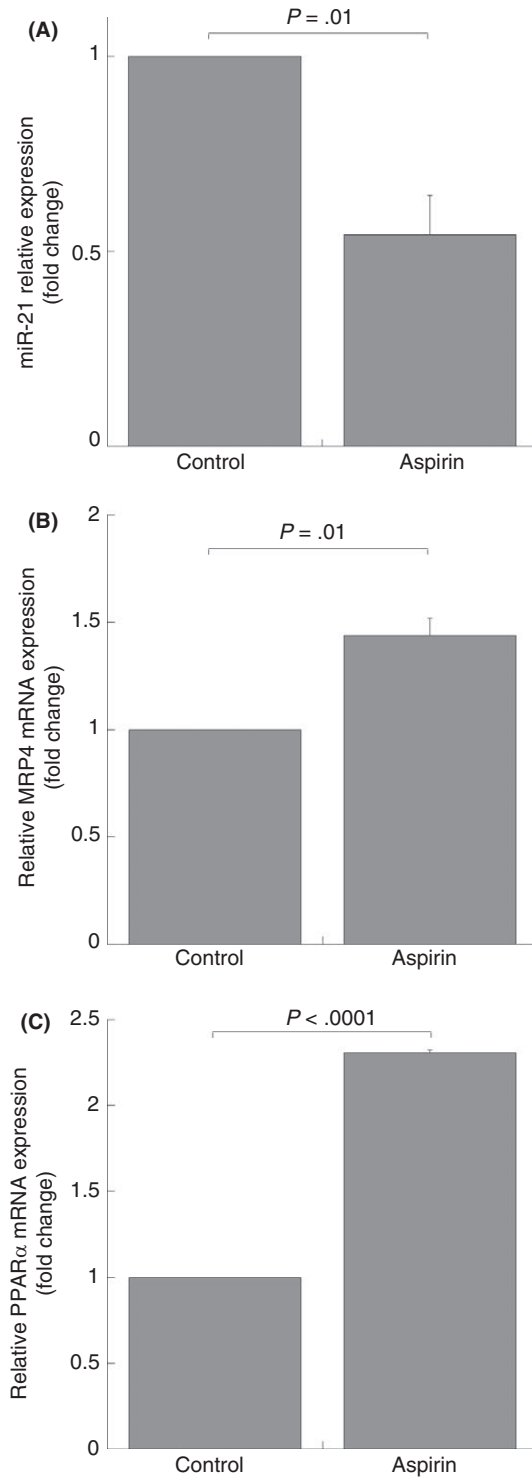 (A)
P = .01
miR-21 relative expression
(fold change)
1
0.5
0
Control Aspirin
(B)
P = .01
Relative MRP4 mRNA expression
(fold change)
2
1.5
1
0.5
0
Control Aspirin
(C)
P < .0001
Relative PPARα mRNA expression
(fold change)
2.5
2
1.5
1
0.5
0
Control Aspirin